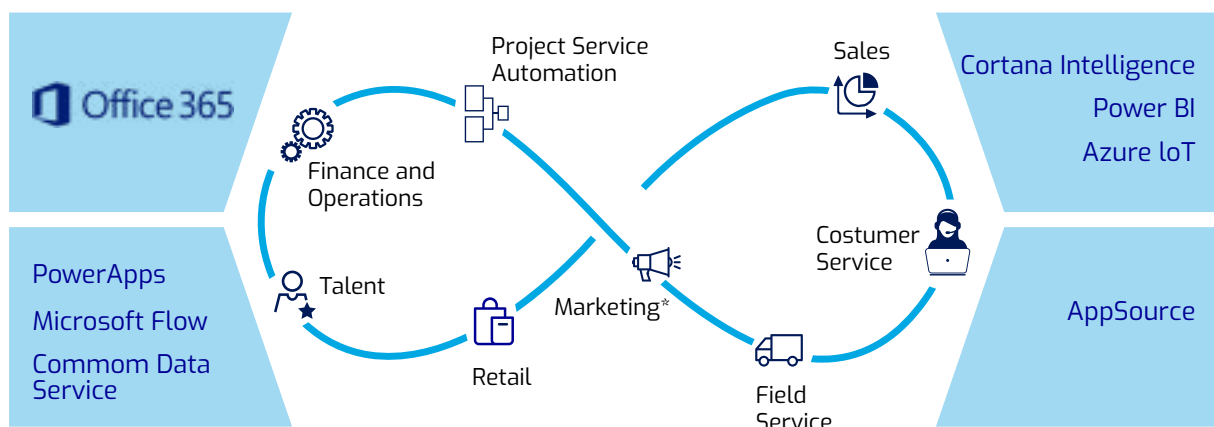 Office 365
Project Service
Automation
Sales
Cortana Intelligence
Power BI
Azure loT
Finance and
Operations
Costumer
Service
PowerApps
Microsoft Flow
Commom Data
Service
Talent
Marketing*
AppSource
Retail
Field
Service